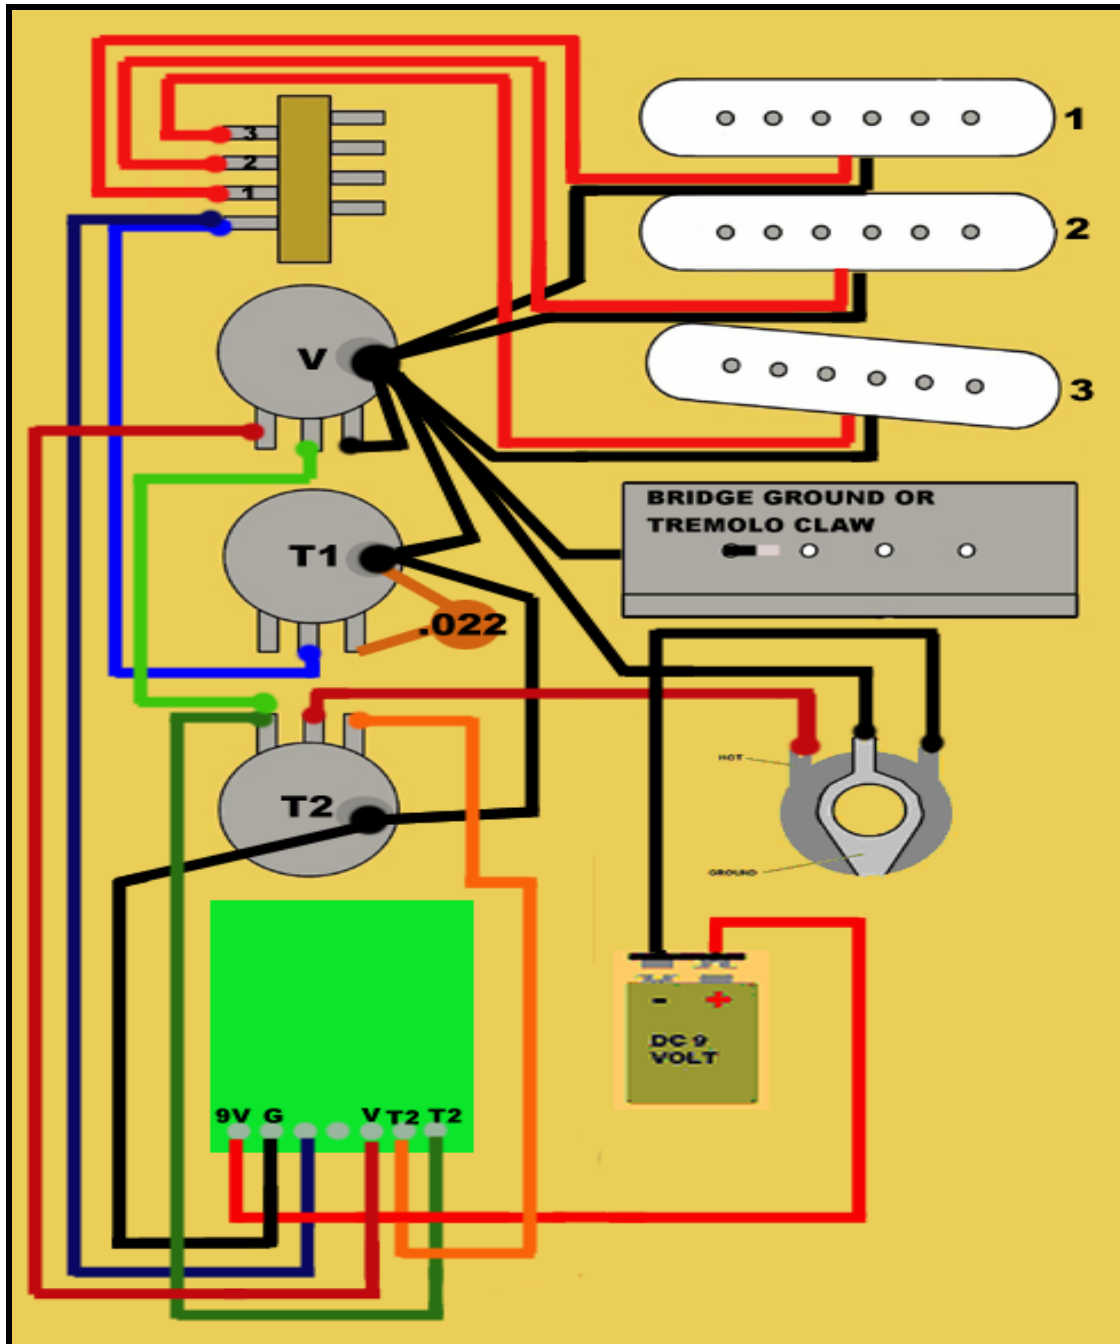 1
3
2
1
2
V
3
BRIDGE GROUND OR
TREMOLO CLAW
T1
.022
HOT
T2
GROUND
- +
DC 9
VOLT
9V G V T2 T2